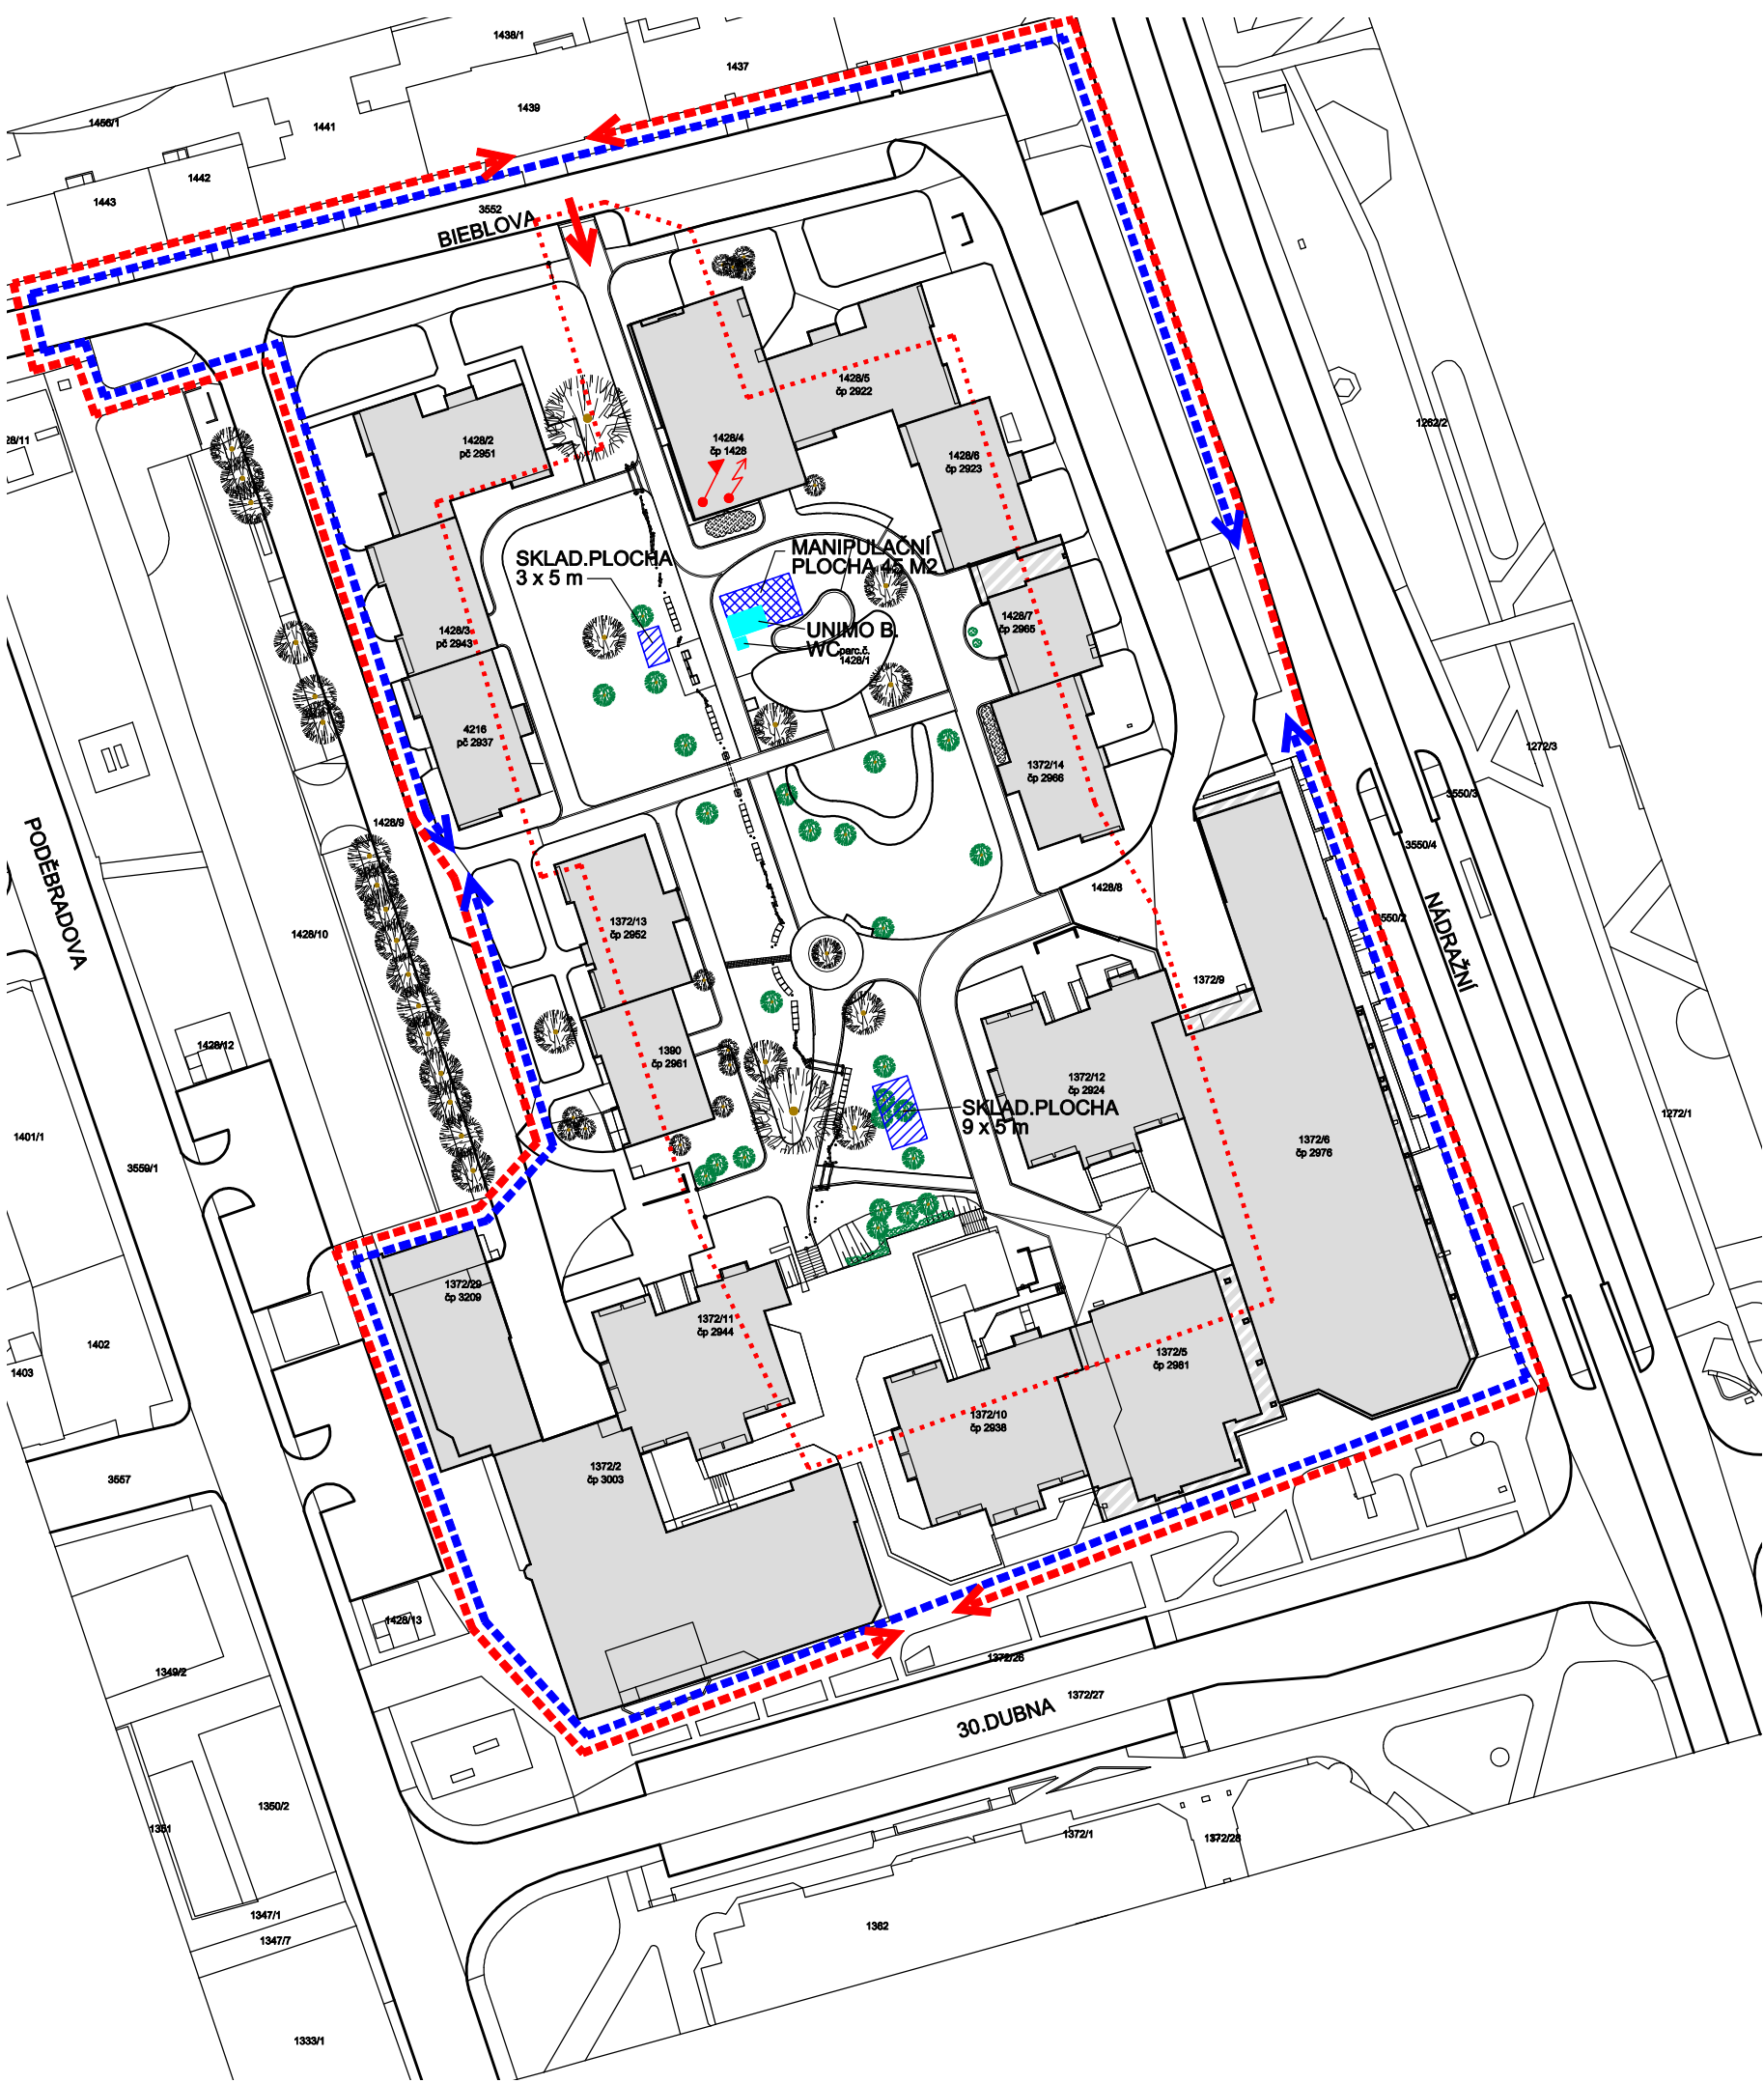 1438/1
1437
1439
1456/1
1441
1442
1443
3552
BIEBLOVA
1428/5
čp 2922
1262/2
28/11
1428/2
pč 2951
1428/4
čp 1428
1428/6
čp 2923
SKLAD.PLOCHA
3 x 5 m
MANIPULAČNÍ
PLOCHA 45 M2
1428/3
pč 2943
UNIMO B.
WC
parc.č.
1428/1
1428/7
čp 2965
4216
pč 2937
1272/3
1372/14
čp 2966
3550/3
PODĚBRADOVA
1428/9
3550/4
1428/8
NÁDRAŽNÍ
3550/2
1428/10
1372/13
čp 2952
1372/9
1428/12
1390
čp 2961
1372/12
čp 2924
SKLAD.PLOCHA
9 x 5 m
1272/1
1401/1
3559/1
1372/6
čp 2976
1372/29
čp 3209
1402
1403
1372/11
čp 2944
1372/5
čp 2981
1372/10
čp 2938
3557
1372/2
čp 3003
1428/13
1349/2
1372/26
1372/27
30.DUBNA
1350/2
1351
1372/1
1372/28
1347/1
1347/7
1362
1333/1